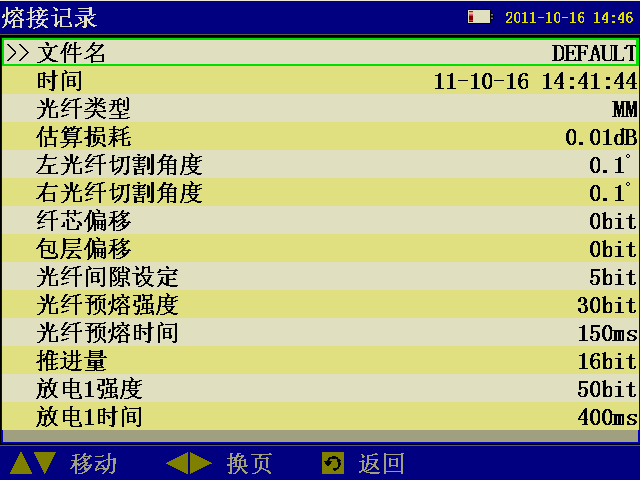 熔接记录 2011-10-16 14:46
>> 文件名 DEFAULT
时间 11-10-16 14:41:44
光纤类型 MM
估算损耗 0.01dB
左光纤切割角度 0.1°
右光纤切割角度 0.1°
纤芯偏移 0bit
包层偏移 0bit
光纤间隙设定 5bit
光纤预熔强度 30bit
光纤预熔时间 150ms
推进量 16bit
放电1强度 50bit
放电1时间 400ms
移动 换页 返回